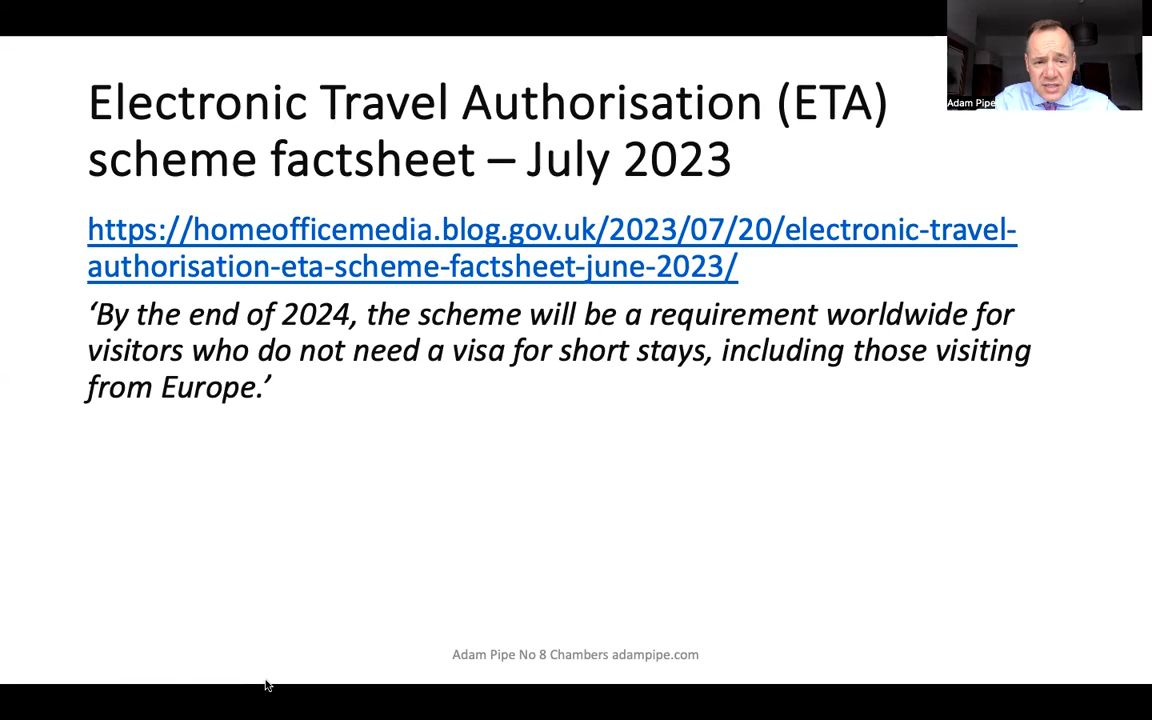 Electronic Travel Authorisation (ETA)
scheme factsheet – July 2023
https://homeofficemedia.blog.gov.uk/2023/07/20/electronic-travel-
authorisation-eta-scheme-factsheet-june-2023/
‘By the end of 2024, the scheme will be a requirement worldwide for
visitors who do not need a visa for short stays, including those visiting
from Europe.’
Adam Pipe No 8 Chambers adampipe.com
Adam Pipe